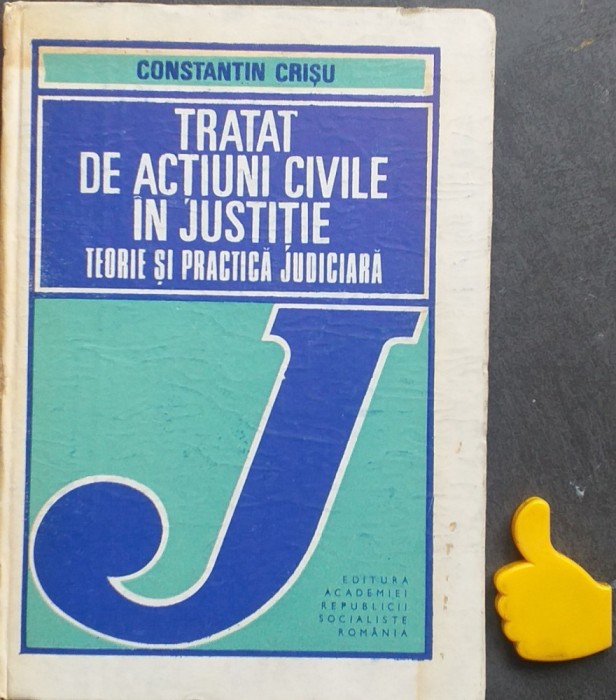 CONSTANTIN CRIȘU
TRATAT
DE ACȚIUNI CIVILE
ÎN JUSTIȚIE
TEORIE ȘI PRACTICĂ JUDICIARĂ
J
EDITURA
ACADEMIEI
REPUBLICII
SOCIALISTE
ROMÂNIA